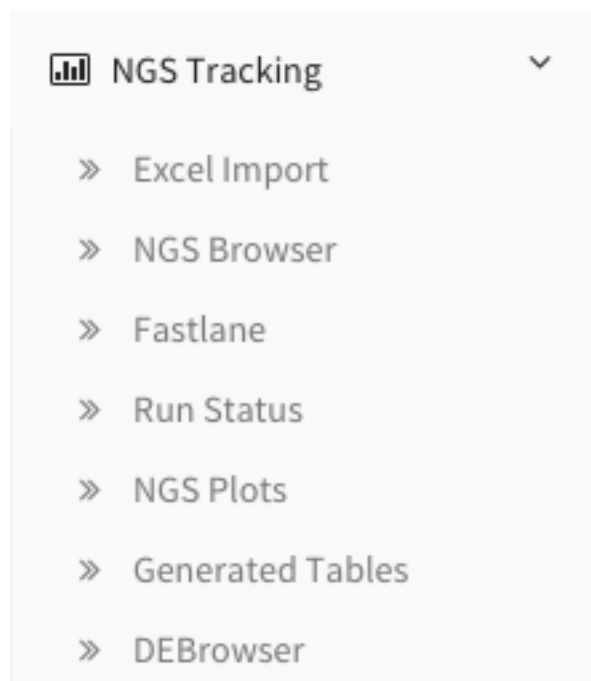 NGS Tracking
Excel Import
NGS Browser
Fastlane
Run Status
NGS Plots
Generated Tables
DEBrowser